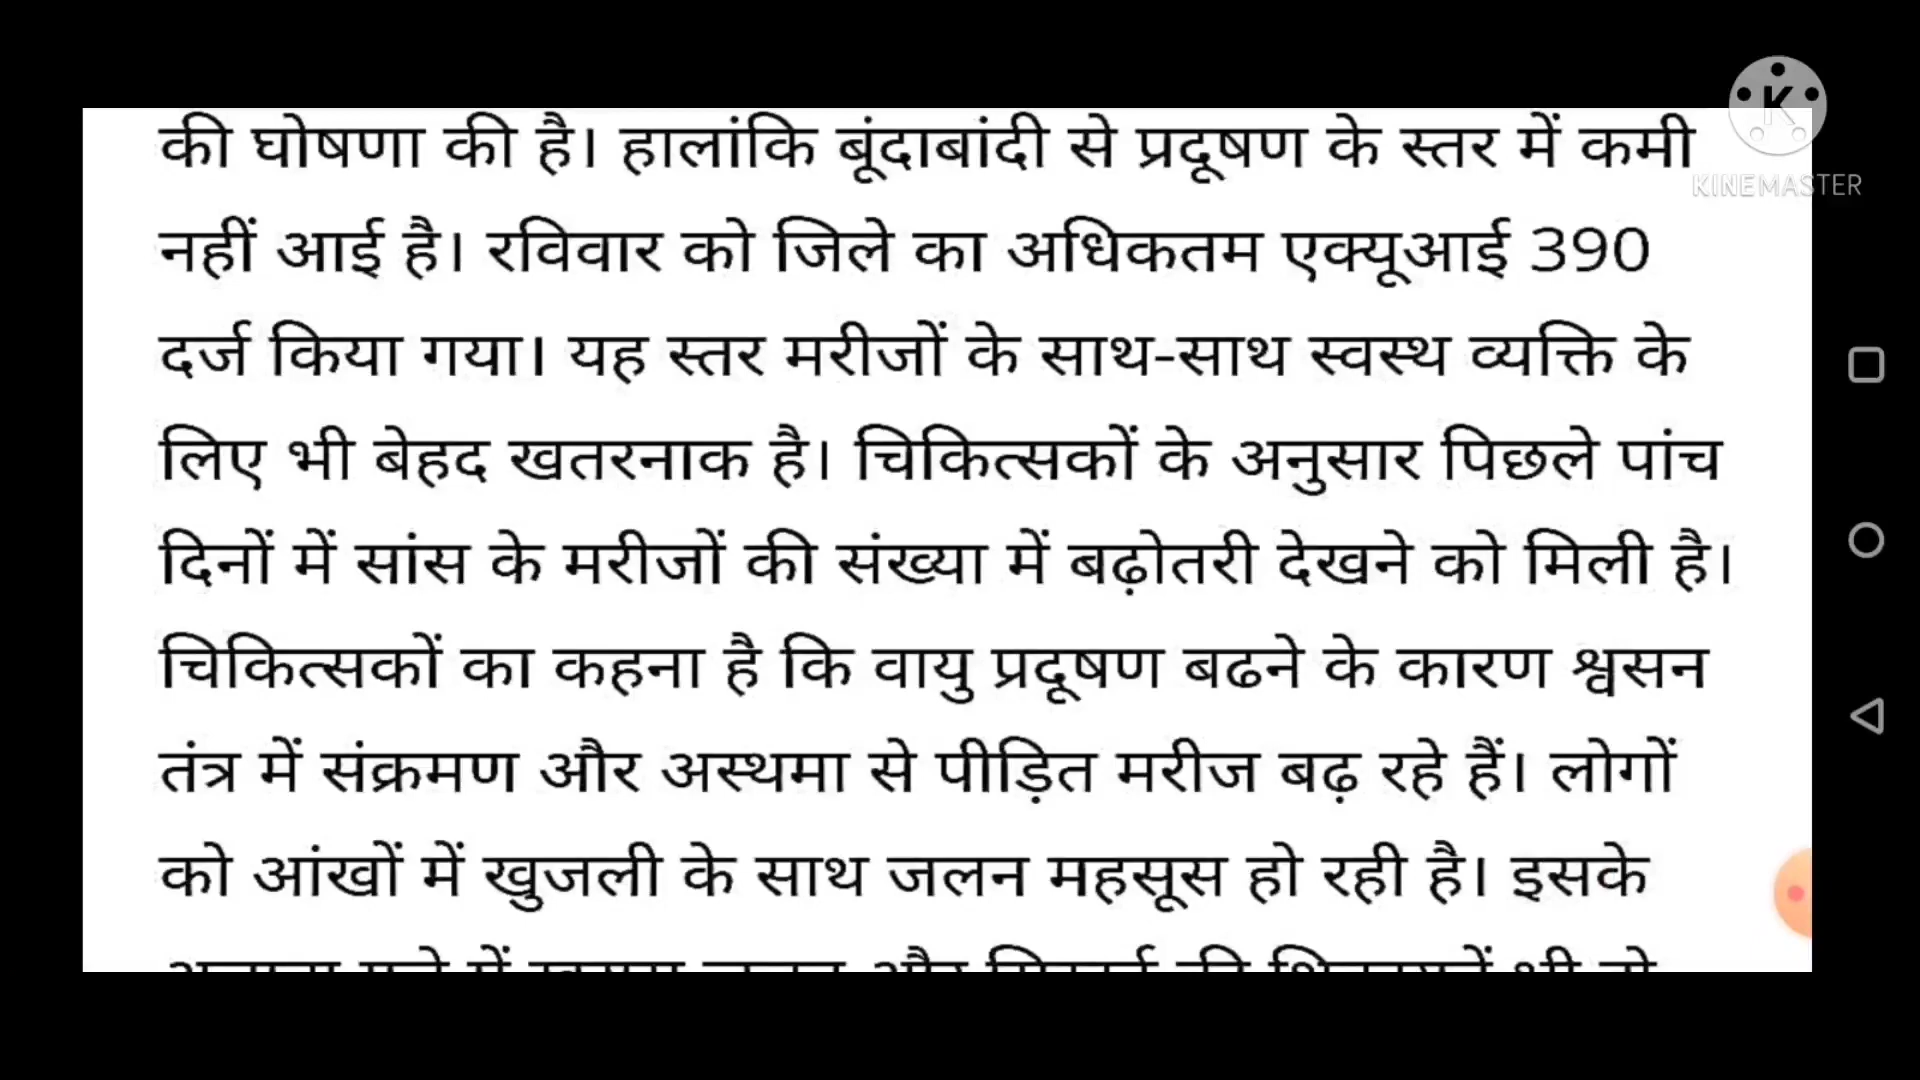 की घोषणा की है। हालांकि बूंदाबांदी से प्रदूषण के स्तर में कमी
नहीं आई है। रविवार को जिले का अधिकतम एक्यूआई 390
दर्ज किया गया। यह स्तर मरीजों के साथ-साथ स्वस्थ व्यक्ति के
लिए भी बेहद खतरनाक है। चिकित्सकों के अनुसार पिछले पांच
दिनों में सांस के मरीजों की संख्या में बढ़ोतरी देखने को मिली है।
चिकित्सकों का कहना है कि वायु प्रदूषण बढने के कारण श्वसन
तंत्र में संक्रमण और अस्थमा से पीड़ित मरीज बढ़ रहे हैं। लोगों
को आंखों में खुजली के साथ जलन महसूस हो रही है। इसके
K
KINEMASTER